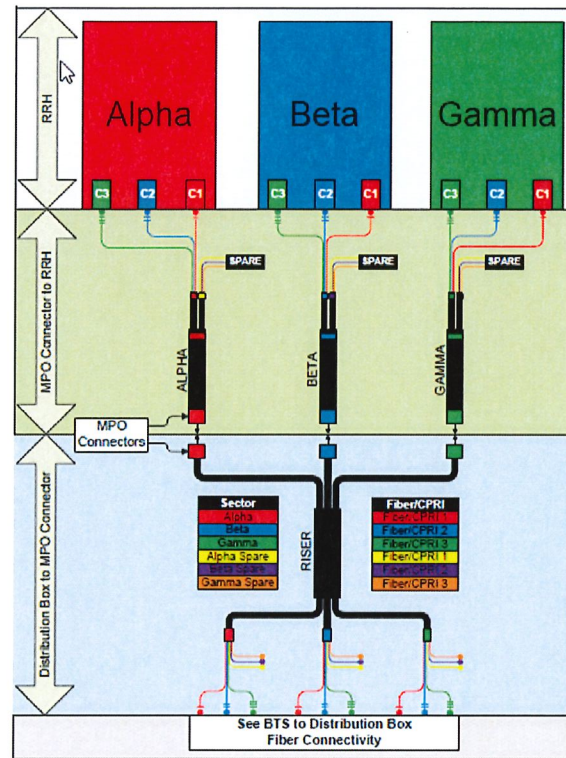 RRH
Alpha
Beta
Gamma
C3
C2
C1
C3
C2
C1
C3
C2
C1
MPO Connector to RRH
SPARE
SPARE
SPARE
ALPHA
BETA
GAMMA
MPO
Connectors
Distribution Box to MPO Connector
Sector
Alpha
Beta
Gamma
Alpha Spare
Beta Spare
Gamma Spare
RISER
Fiber/CPRI
Fiber/CPRI 1
Fiber/CPRI 2
Fiber/CPRI 3
Fiber/CPRI 1
Fiber/CPRI 2
Fiber/CPRI 3
See BTS to Distribution Box
Fiber Connectivity